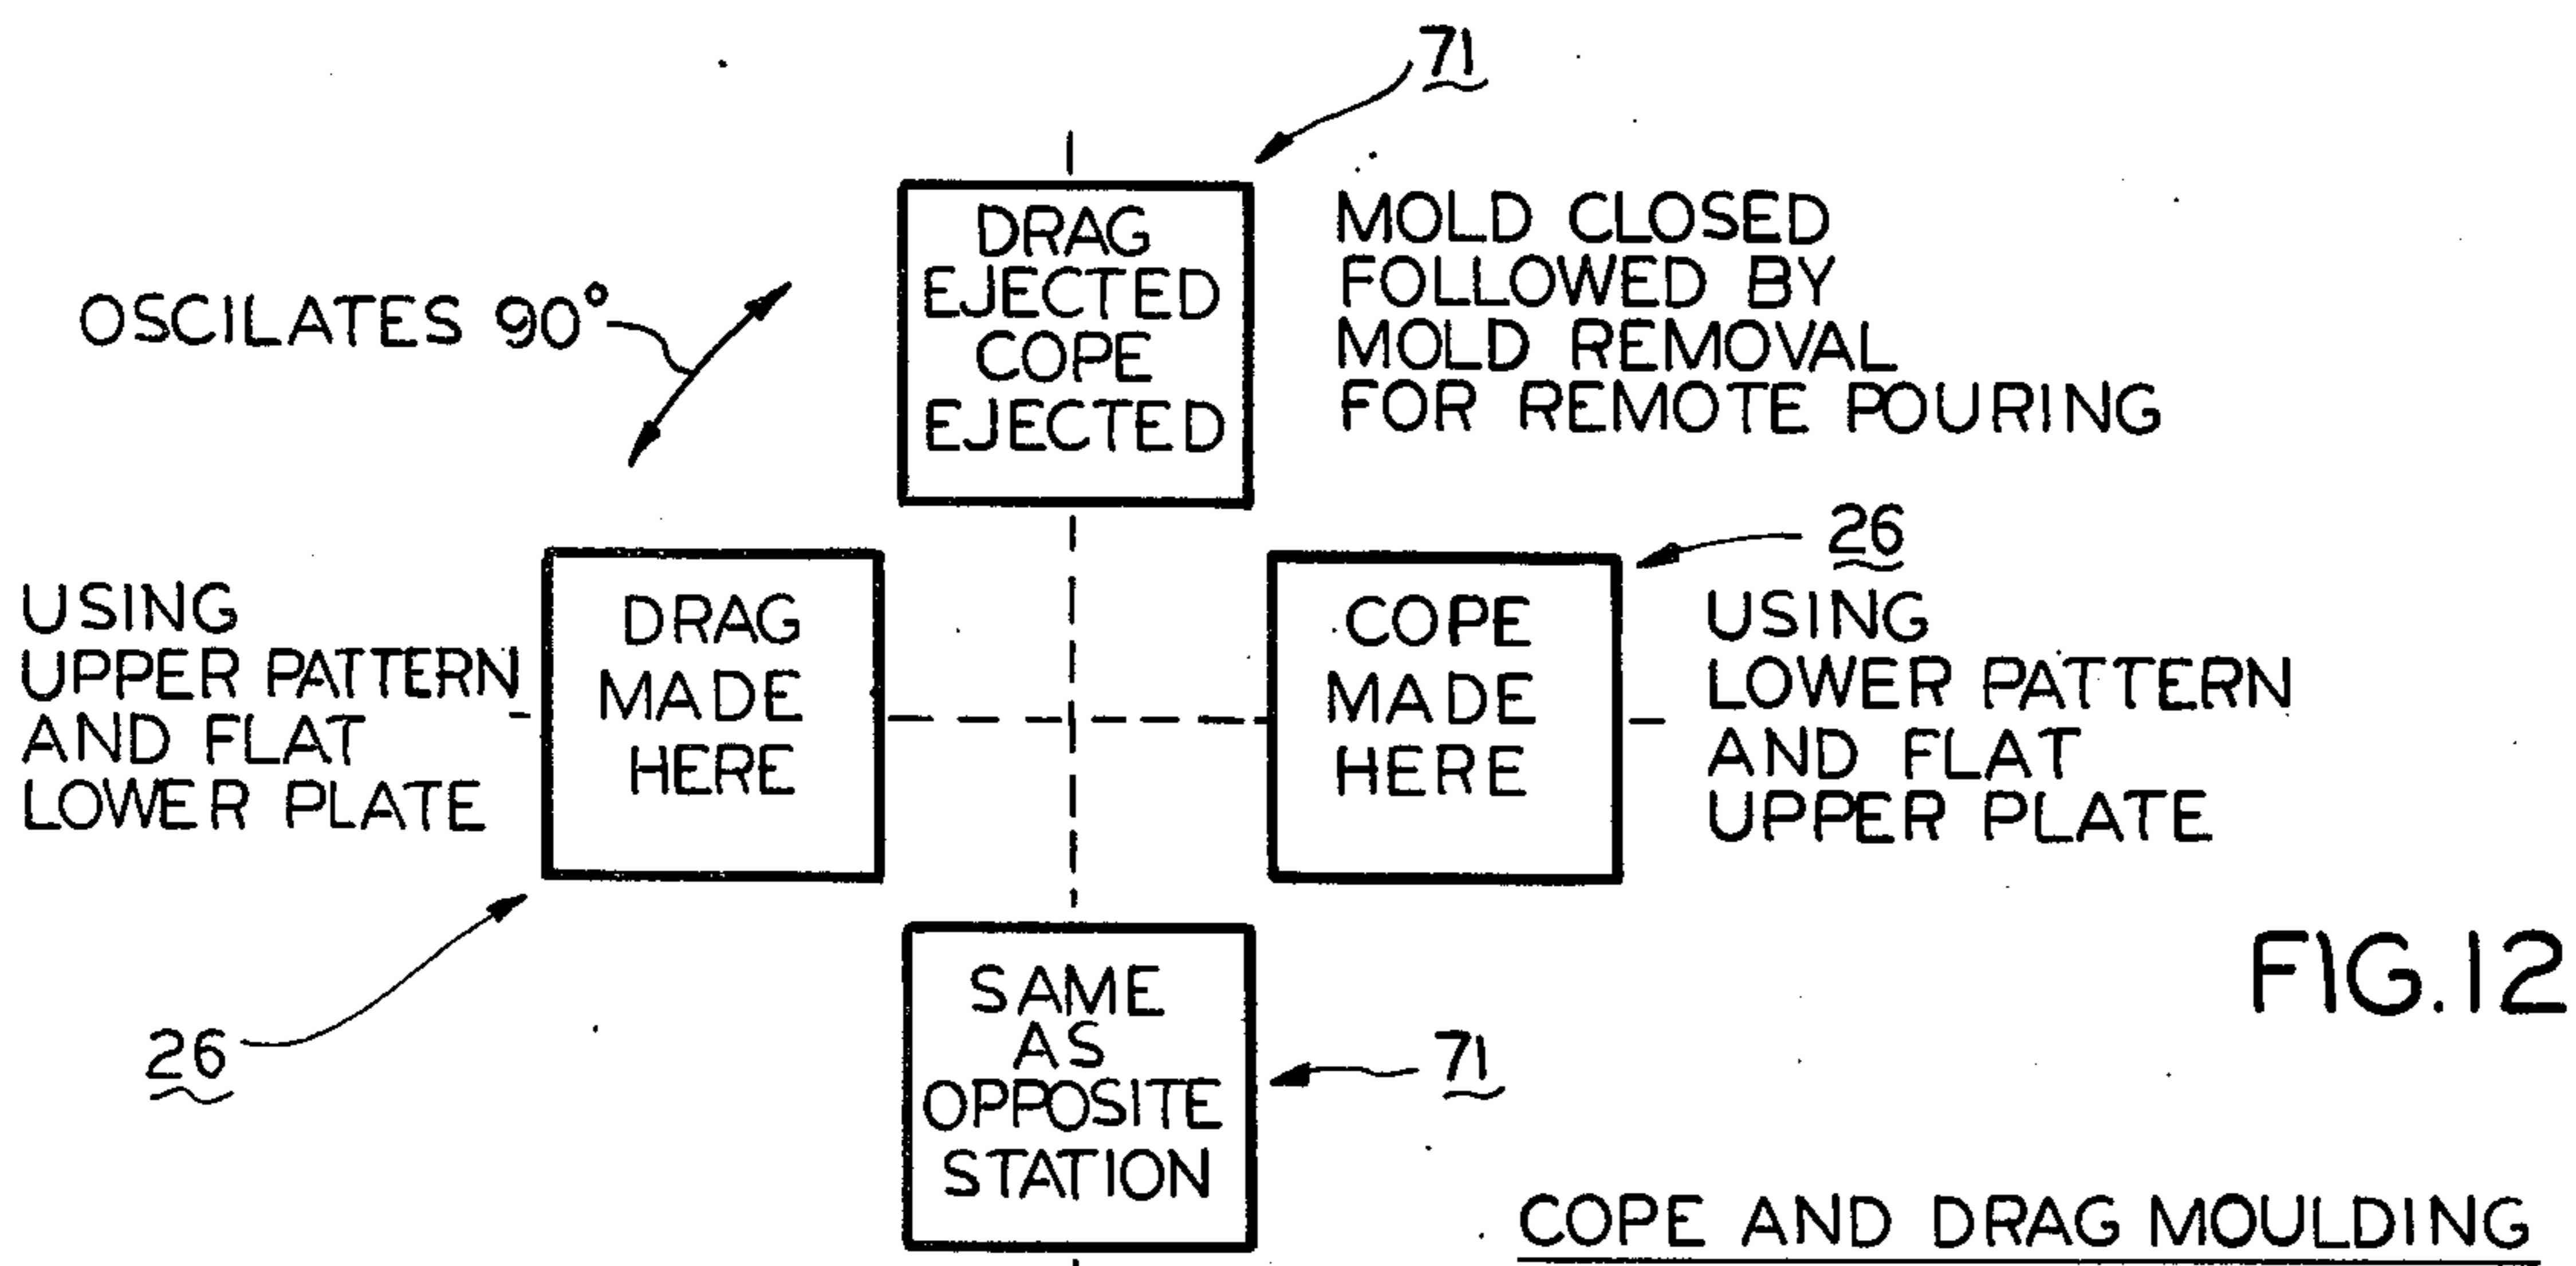 71
DRAG
EJECTED
COPE
EJECTED
MOLD CLOSED
FOLLOWED BY
MOLD REMOVAL
FOR REMOTE POURING
OSCILATES 90°
USING
UPPER PATTERN
AND FLAT
LOWER PLATE
DRAG
MADE
HERE
26
COPE
MADE
HERE
26
USING
LOWER PATTERN
AND FLAT
UPPER PLATE
SAME
AS
OPPOSITE
STATION
71
FIG.12
COPE AND DRAG MOULDING